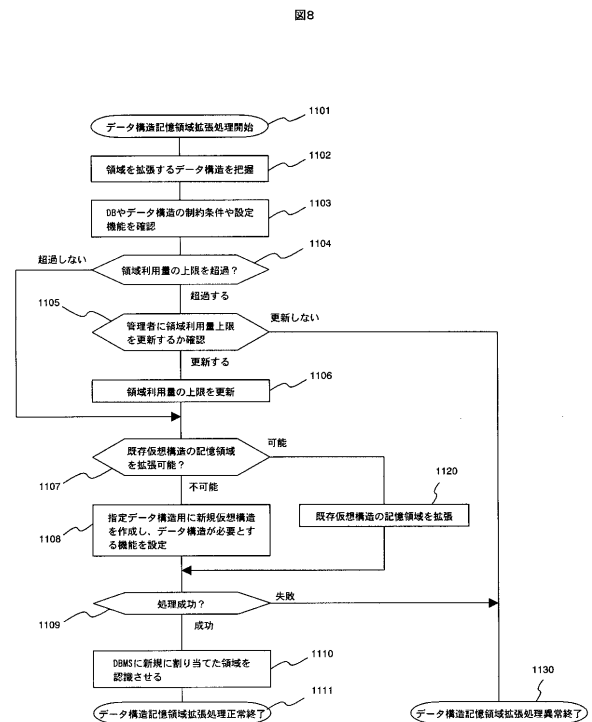 図8
1101
データ構造記憶領域拡張処理開始
1102
領域を拡張するデータ構造を把握
1103
DBやデータ構造の制約条件や設定
機能を確認
1104
超過しない
領域利用量の上限を超過？
超過する
1105
管理者に領域利用量上限
を更新するか確認
更新しない
更新する
1106
領域利用量の上限を更新
既存仮想構造の記憶領域
を拡張可能？
可能
1107
不可能
1120
指定データ構造用に新規仮想構造
を作成し、データ構造が必要とす
る機能を設定
既存仮想構造の記憶領域を拡張
1108
処理成功？
失敗
1109
成功
1110
DBMSに新規に割り当てた領域を
認識させる
1111
データ構造記憶領域拡張処理正常終了
1130
データ構造記憶領域拡張処理異常終了